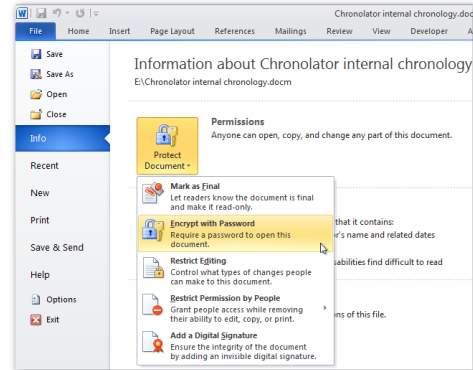 Chronolator internal chronology.doc
File Home Insert Page Layout References Mailings Review View Developer A
Save
Save As
Open
Close
Info
Recent
New
Print
Save & Send
Help
Options
Exit
Information about Chronolator internal chronology
E:\Chronolator internal chronology.docm
Protect
Document
Permissions
Anyone can open, copy, and change any part of this document.
Mark as Final
Let readers know the document is final
and make it read-only.
Encrypt with Password
Require a password to open this
document.
Restrict Editing
Control what types of changes people
can make to this document.
Restrict Permission by People
Grant people access while removing
their ability to edit, copy, or print.
Add a Digital Signature
Ensure the integrity of the document
by adding an invisible digital signature.
that it contains:
r's name and related dates
sabilities find difficult to read
ns of this file.